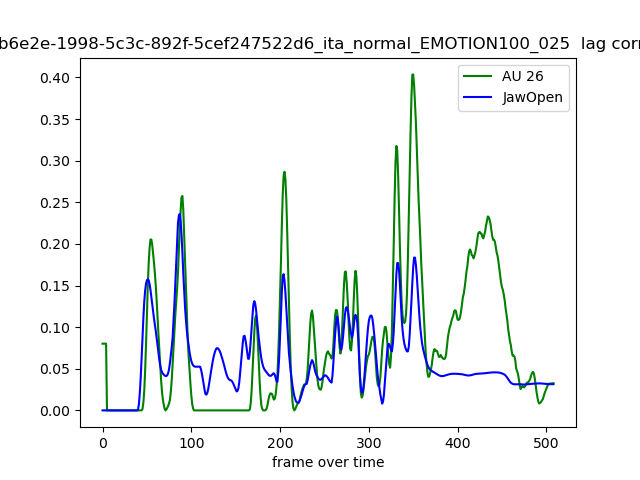 b6e2e-1998-5c3c-892f-5cef247522d6_ita_normal_EMOTION100_025 lag corr
AU 26
JawOpen
0.40
0.35
0.30
0.25
0.20
0.15
0.10
0.05
0.00
0 100 200 300 400 500
frame over time